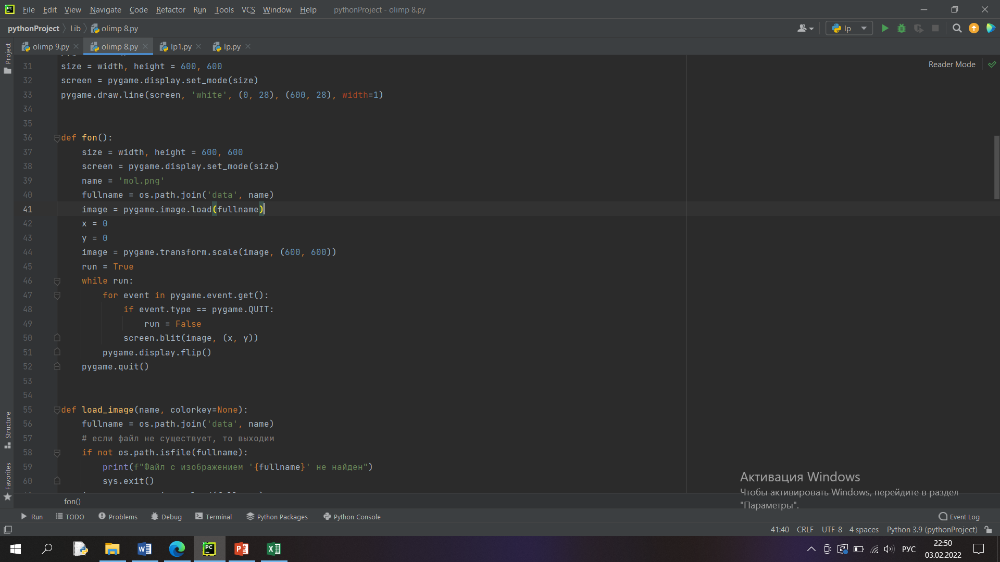 File Edit View Navigate Code Refactor Run Tools VCS Window Help pythonProject - olimp 8.py
pythonProject Lib olimp 8.py lp
olimp 9.py olimp 8.py lp1.py lp.py
Project
Reader Mode
31 size = width, height = 600, 600
32 screen = pygame.display.set_mode(size)
33 pygame.draw.line(screen, 'white', (0, 28), (600, 28), width=1)
34
35
36 def fon():
37 size = width, height = 600, 600
38 screen = pygame.display.set_mode(size)
39 name = 'mol.png'
40 fullname = os.path.join('data', name)
41 image = pygame.image.load(fullname)
42 x = 0
43 y = 0
44 image = pygame.transform.scale(image, (600, 600))
45 run = True
46 while run:
47 for event in pygame.event.get():
48 if event.type == pygame.QUIT:
49 run = False
50 screen.blit(image, (x, y))
51 pygame.display.flip()
52 pygame.quit()
53
54
55 def load_image(name, colorkey=None):
56 fullname = os.path.join('data', name)
57 # если файл не существует, то выходим
58 if not os.path.isfile(fullname):
59 print(f"Файл с изображением '{fullname}' не найден")
60 sys.exit()
Structure
Favorites
Активация Windows
Чтобы активировать Windows, перейдите в раздел
"Параметры".
fon()
Run TODO Problems Debug Terminal Python Packages Python Console Event Log
41:40 CRLF UTF-8 4 spaces Python 3.9 (pythonProject)
РУС 22:50
03.02.2022